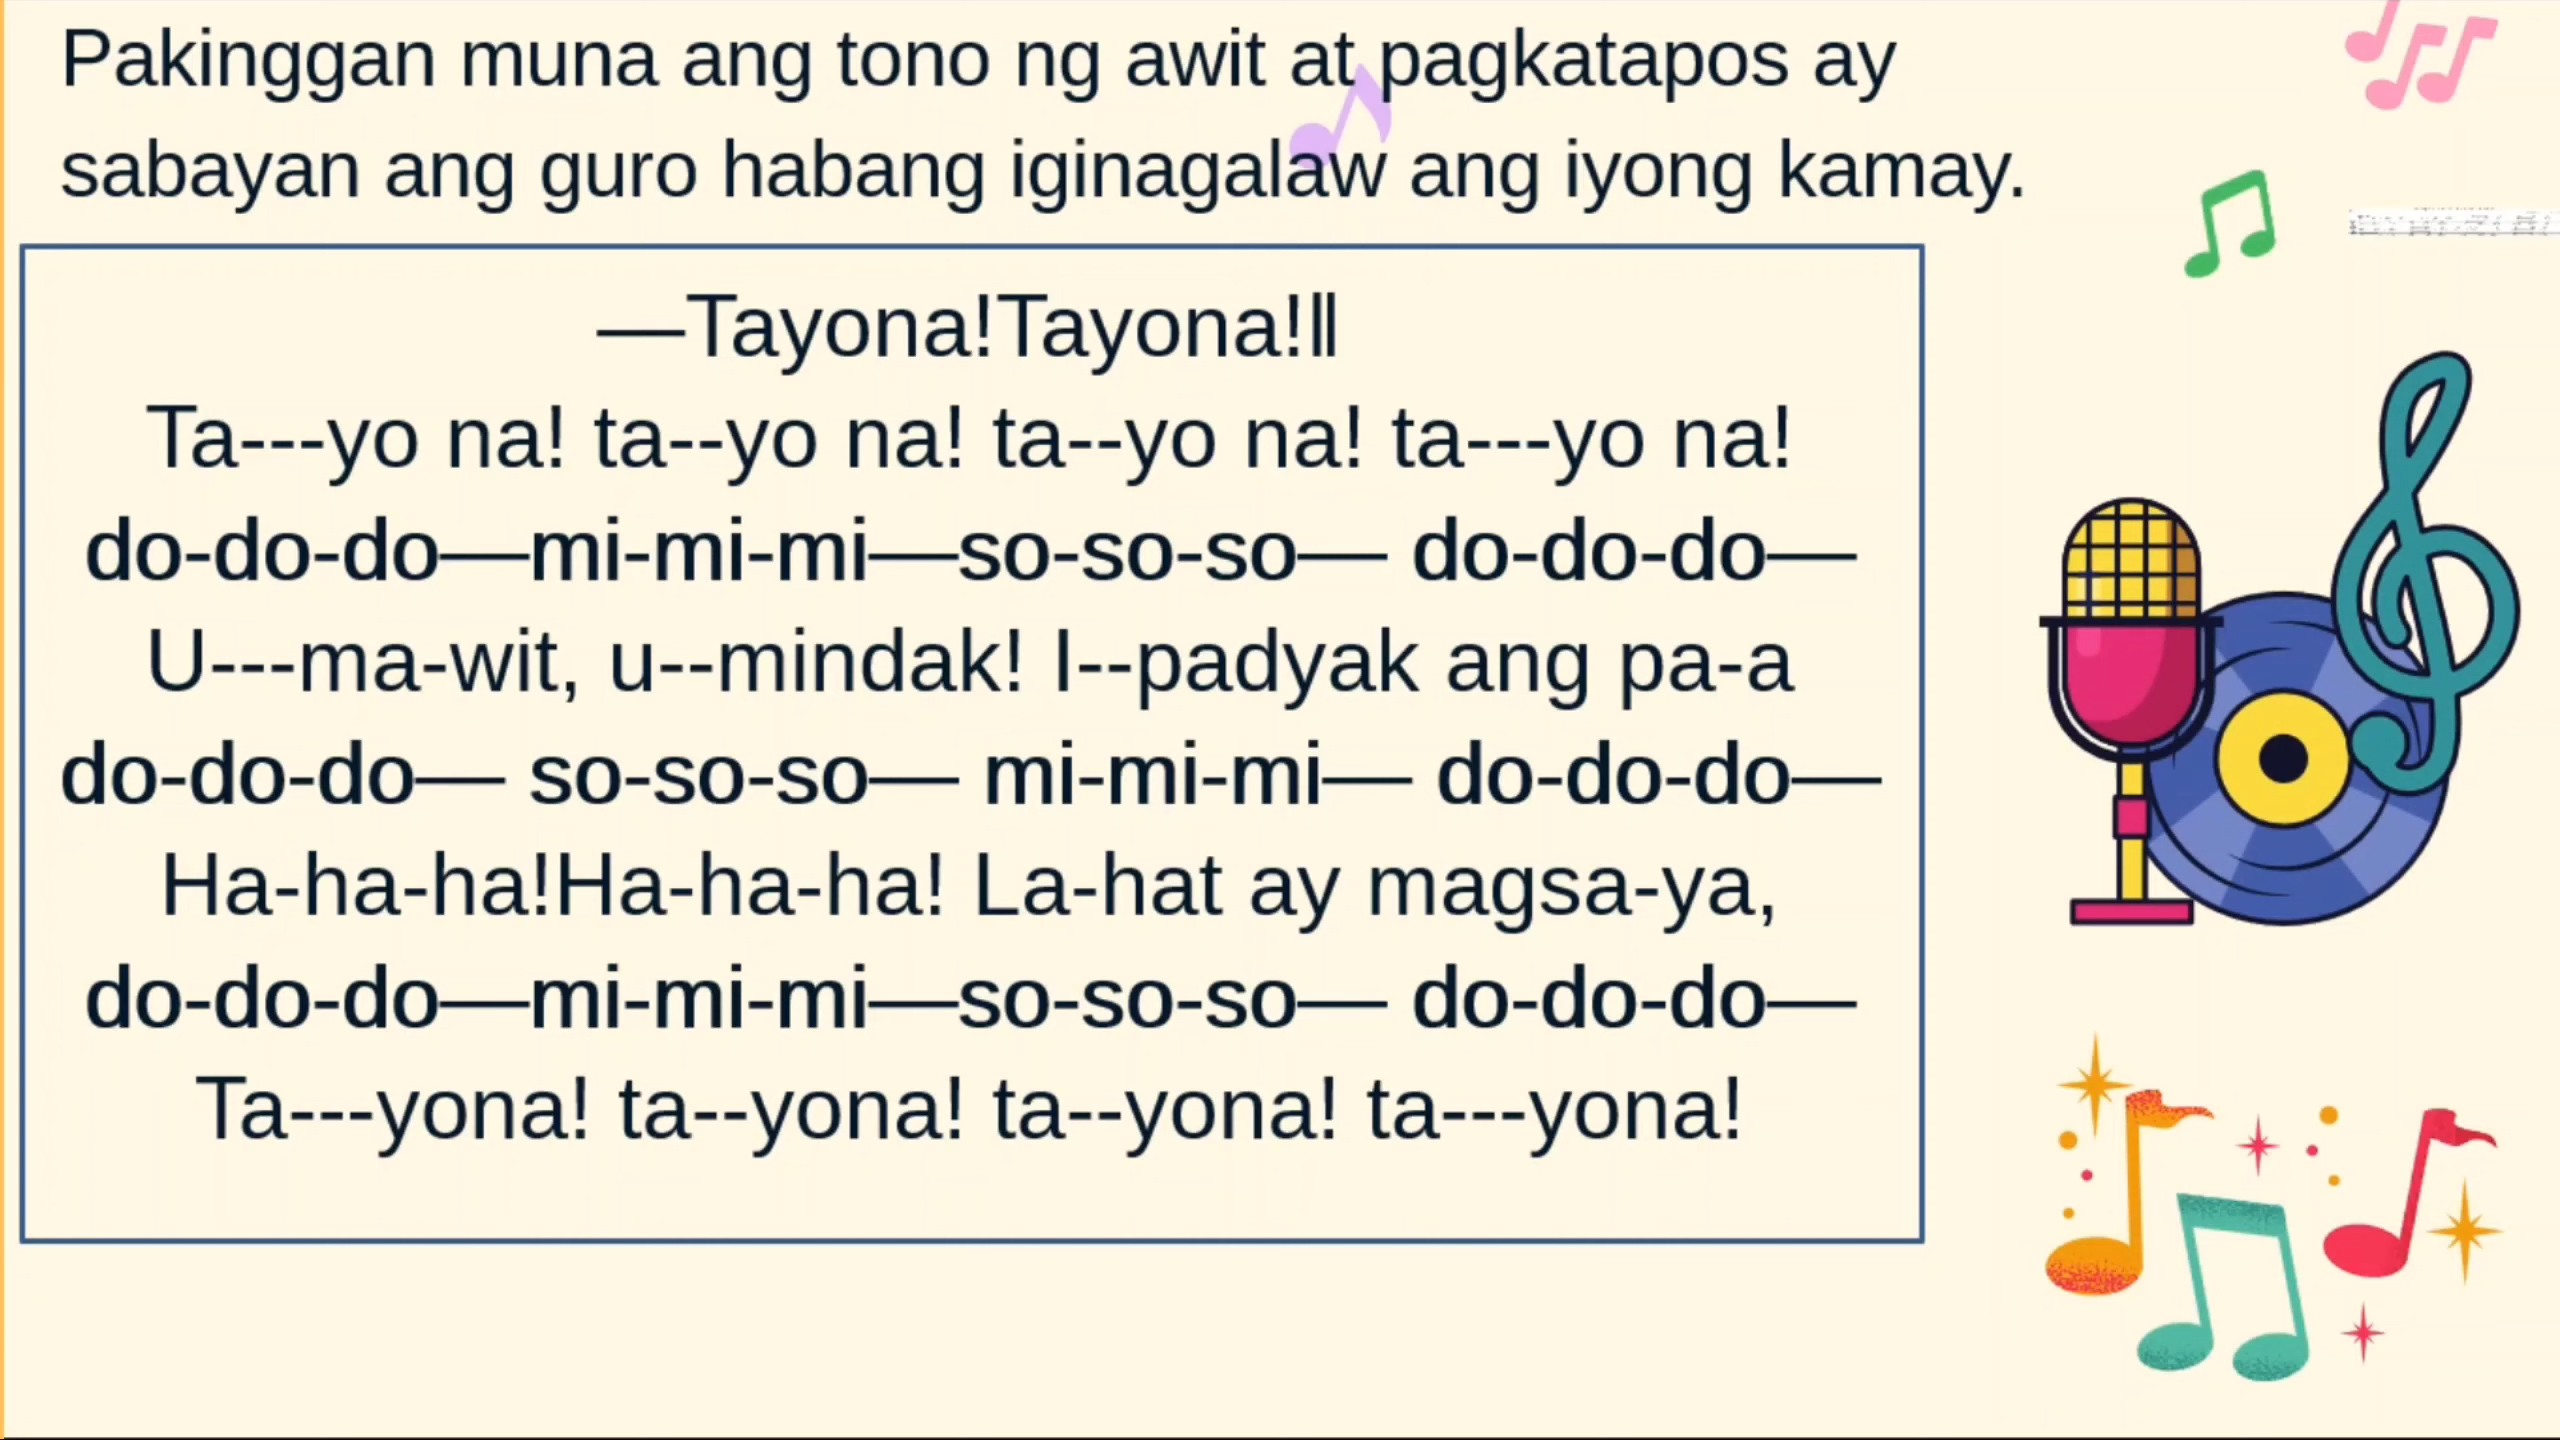 Pakinggan muna ang tono ng awit at pagkatapos ay
sabayan ang guro habang iginagalaw ang iyong kamay.
―Tayona!Tayona!‖
Ta---yo na! ta--yo na! ta--yo na! ta---yo na!
do-do-do—mi-mi-mi—so-so-so— do-do-do—
U---ma-wit, u--mindak! I--padyak ang pa-a
do-do-do— so-so-so— mi-mi-mi— do-do-do—
Ha-ha-ha!Ha-ha-ha! La-hat ay magsa-ya,
do-do-do—mi-mi-mi—so-so-so— do-do-do—
Ta---yona! ta--yona! ta--yona! ta---yona!